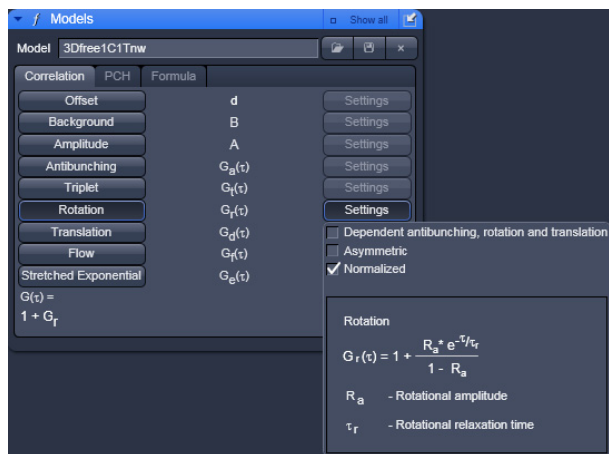 f Models
Show all
Model 3Dfree1C1Tnw
×
Correlation PCH Formula
Offset d Settings
Background B Settings
Amplitude A Settings
Antibunching Gₐ(τ) Settings
Triplet Gₜ(τ) Settings
Rotation Gᵣ(τ) Settings
Translation G_d(τ)
Flow G_f(τ)
Stretched Exponential Gₑ(τ)
G(τ) =
1 + Gᵣ
Dependent antibunching, rotation and translation
Asymmetric
Normalized
Rotation
Gᵣ(τ) = 1 + Rₐ* e^-τ/τᵣ / 1 - Rₐ
Rₐ - Rotational amplitude
τᵣ - Rotational relaxation time